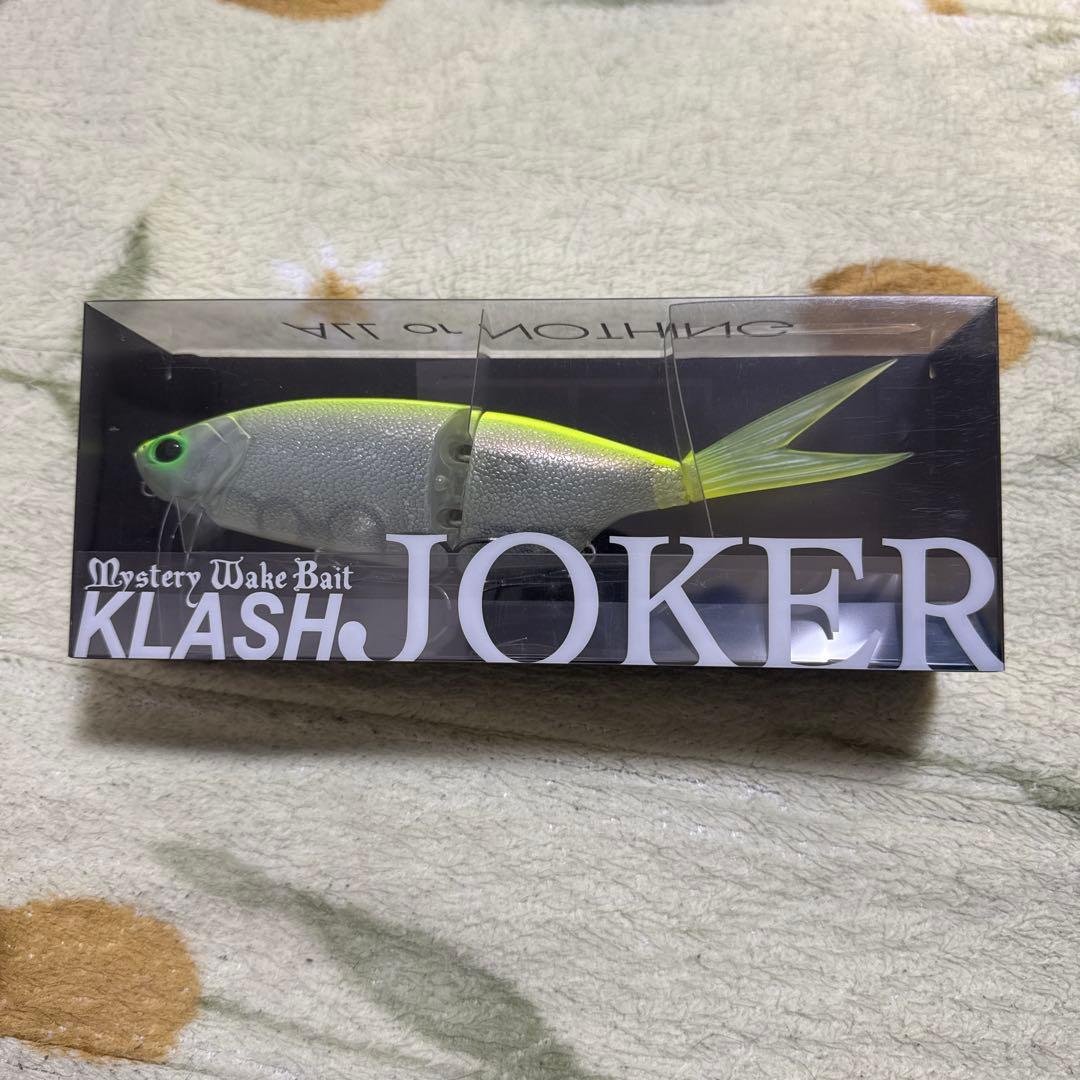 ALL or NOTHING
Mystery Wake Bait
KLASH JOKER